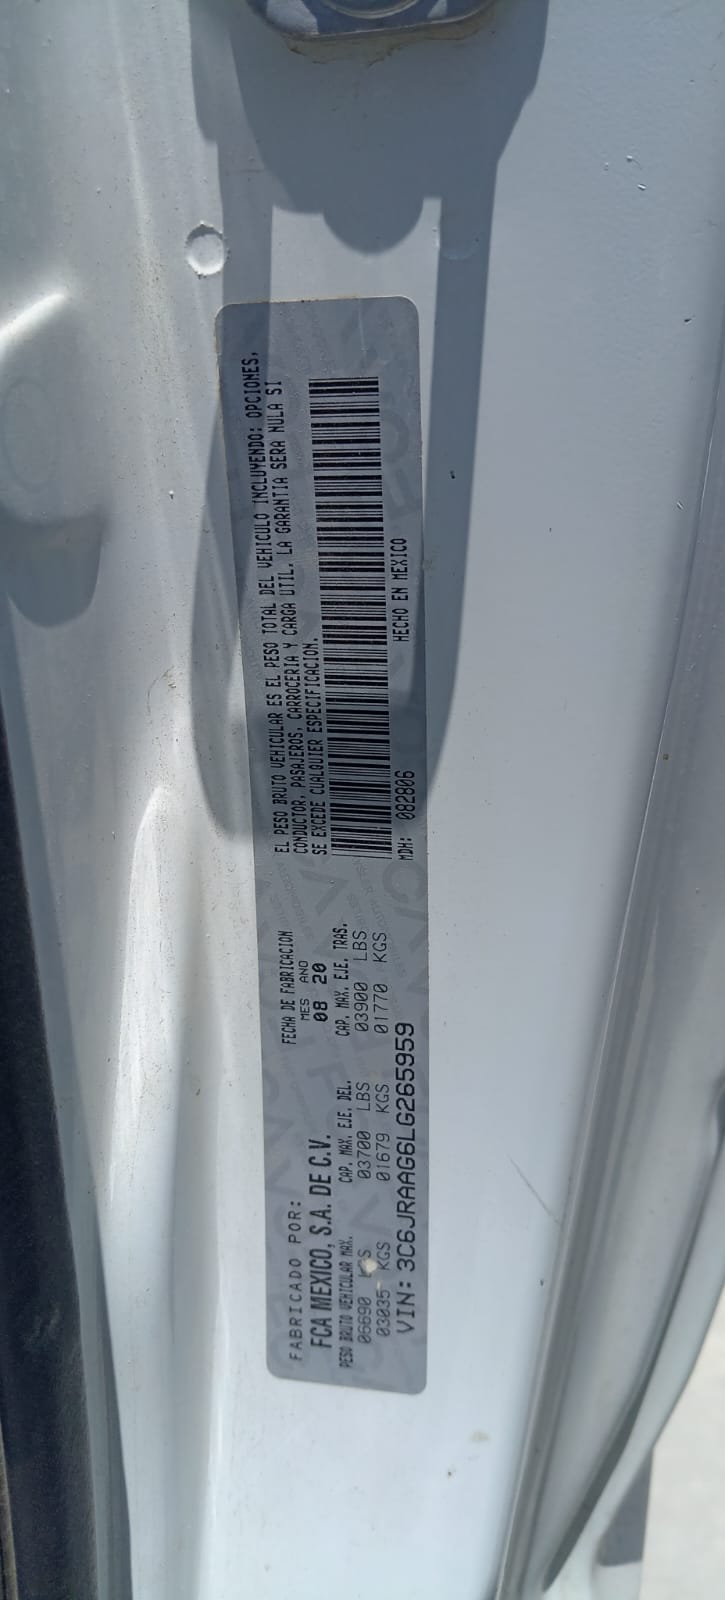 FABRICADO POR:
FCA MEXICO, S.A. DE C.V.
FECHA DE FABRICACION
MES ANO
08 20
PESO BRUTO VEHICULAR MAX.
06690
03035 KGS
CAP. MAX. EJE. DEL.
03700 LBS
01679 KGS
CAP. MAX. EJE. TRAS.
03900 LBS
01770 KGS
VIN: 3C6JRAAG6LG265959
EL PESO BRUTO VEHICULAR ES EL PESO TOTAL DEL VEHICULO INCLUYENDO: OPCIONES,
CONDUCTOR, PASAJEROS, CARROCERIA Y CARGA UTIL. LA GARANTIA SERA NULA SI
SE EXCEDE CUALQUIER ESPECIFICACION.
MDH: 082806
HECHO EN MEXICO